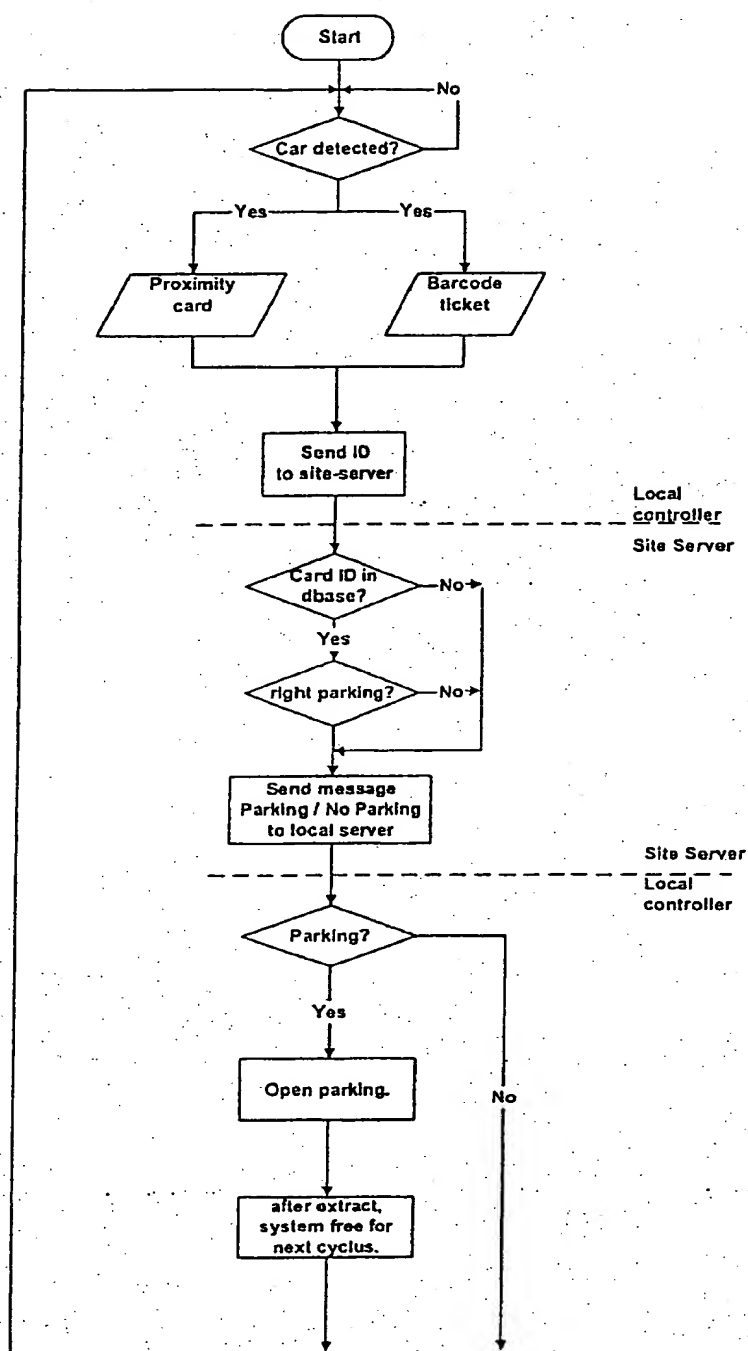 Start
No
Car detected?
Yes
Yes
Proximity
card
Barcode
ticket
Send ID
to site-server
Local
controller
Site Server
Card ID in
dbase?
No
Yes
right parking?
No
Send message
Parking / No Parking
to local server
Site Server
Local
controller
Parking?
Yes
Open parking.
No
after extract,
system free for
next cyclus.